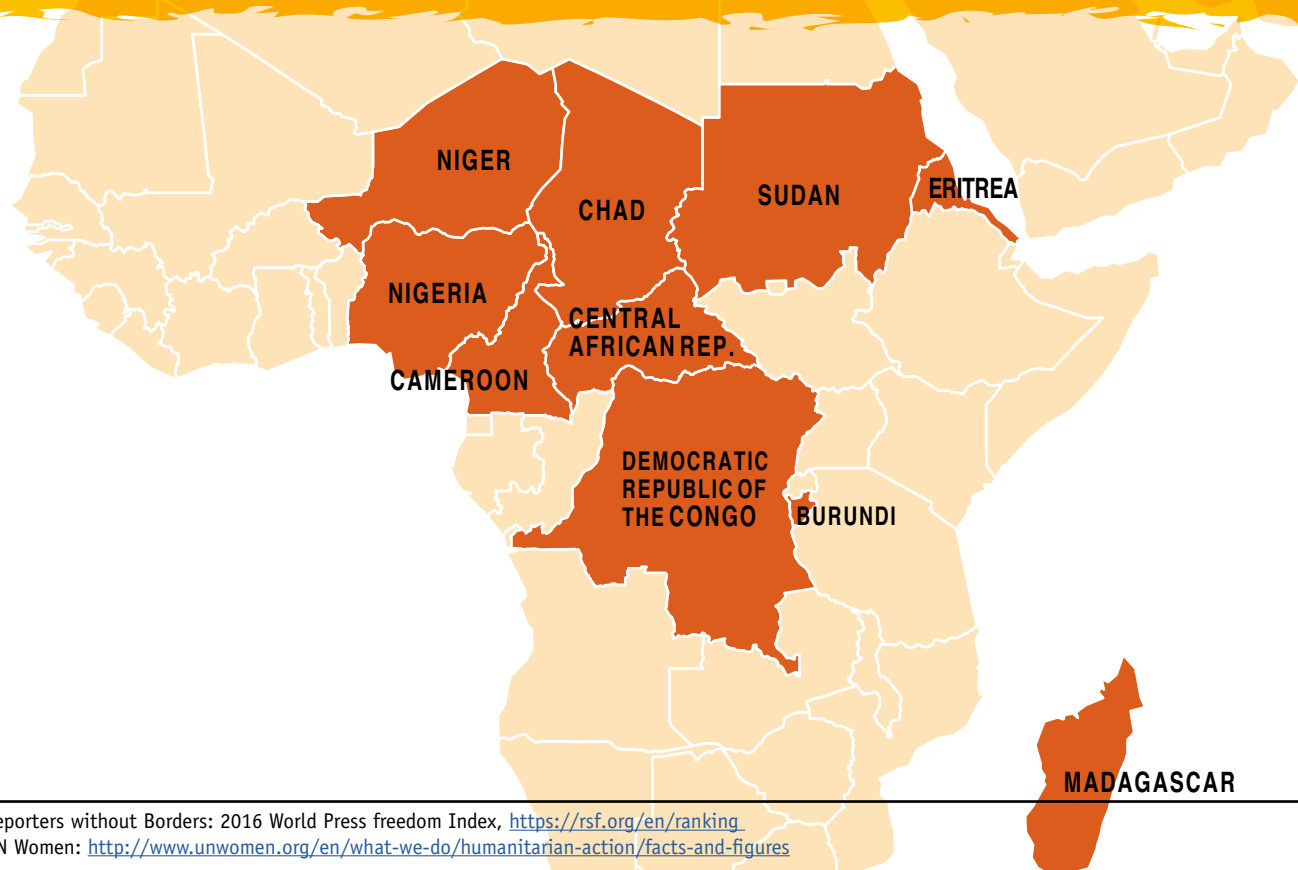 NIGER
CHAD
SUDAN
ERITREA
NIGERIA
CENTRAL
AFRICAN REP.
CAMEROON
DEMOCRATIC
REPUBLIC OF
THE CONGO
BURUNDI
MADAGASCAR
eporters without Borders: 2016 World Press freedom Index, https://rsf.org/en/ranking
N Women: http://www.unwomen.org/en/what-we-do/humanitarian-action/facts-and-figures